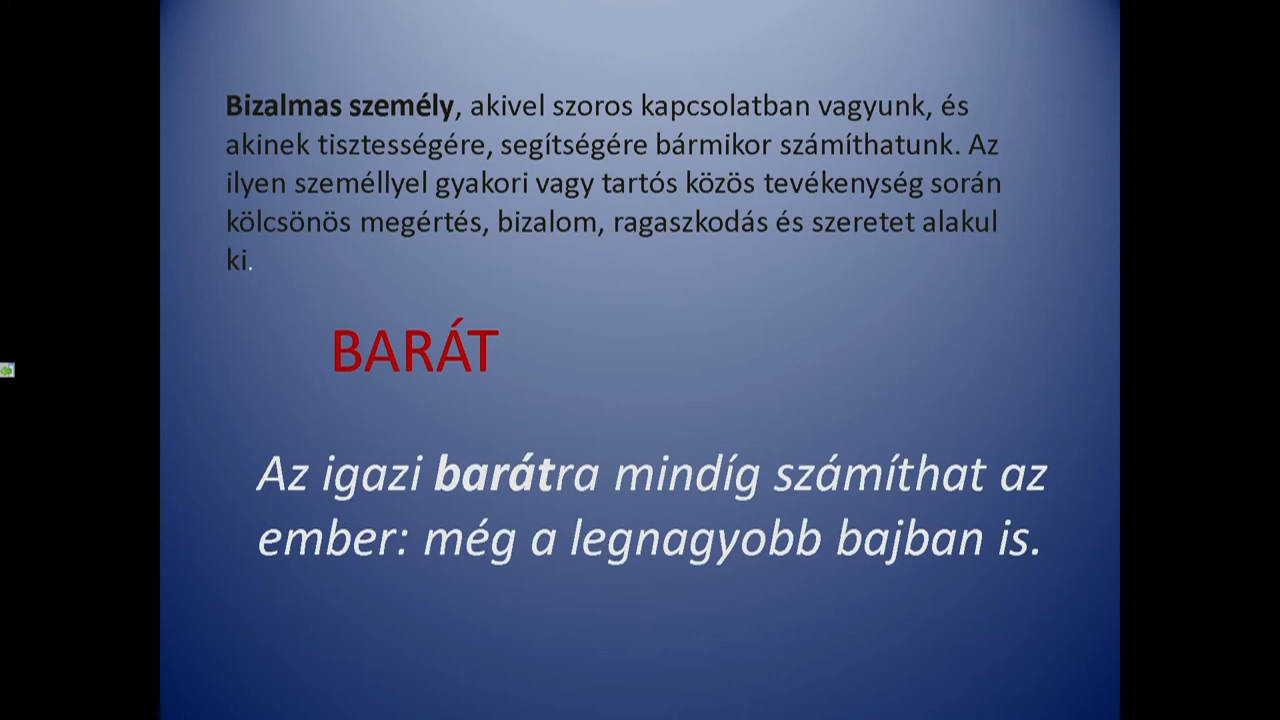 Bizalmas személy, akivel szoros kapcsolatban vagyunk, és
akinek tisztességére, segítségére bármikor számíthatunk. Az
ilyen személlyel gyakori vagy tartós közös tevékenység során
kölcsönös megértés, bizalom, ragaszkodás és szeretet alakul
ki.
BARÁT
Az igazi barátra mindíg számíthat az
ember: még a legnagyobb bajban is.